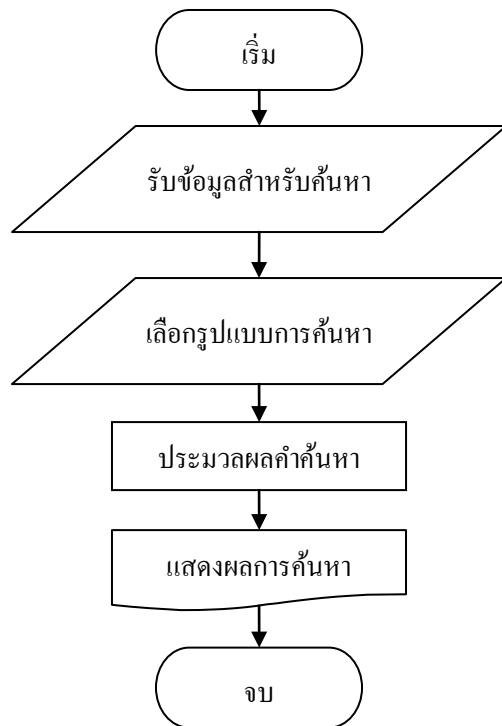 เริ่ม
รับข้อมูลสำหรับค้นหา
เลือกรูปแบบการค้นหา
ประมวลผลคำค้นหา
แสดงผลการค้นหา
จบ